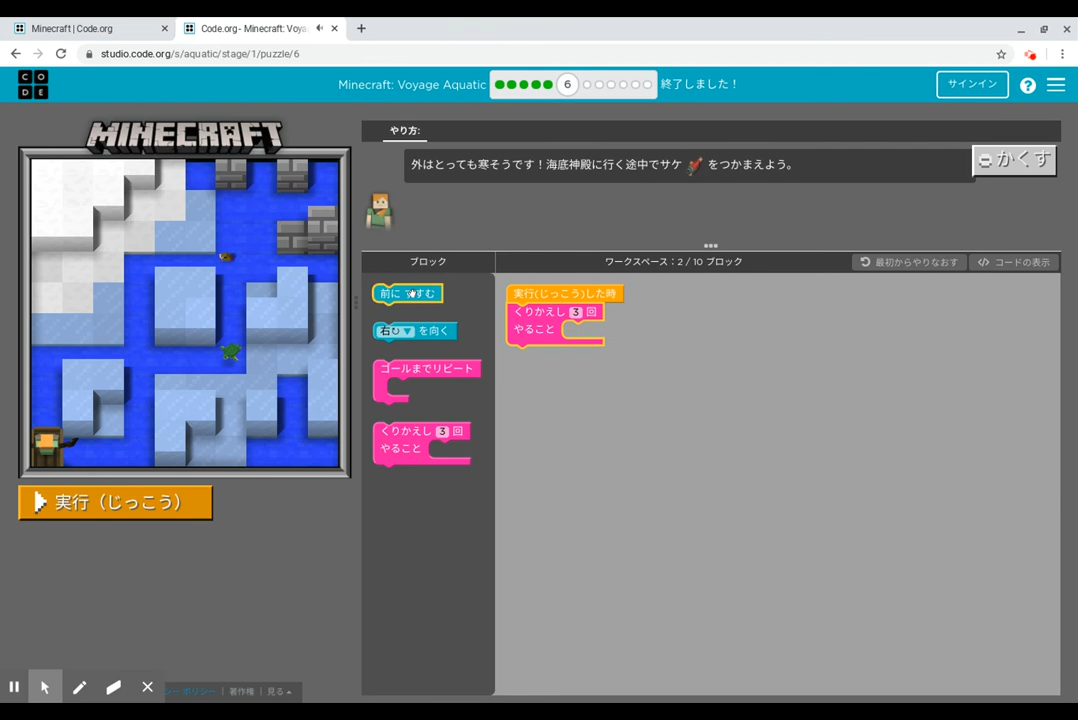 Minecraft | Code.org
Code.org - Minecraft: Voya
studio.code.org/s/aquatic/stage/1/puzzle/6
CO
DE
Minecraft: Voyage Aquatic
6
終了しました！
サインイン
?
MINECRAFT
やり方:
外はとっても寒そうです！海底神殿に行く途中でサケ をつかまえよう。
かくす
ブロック
ワークスペース：2 / 10 ブロック
最初からやりなおす
</> コードの表示
前に すむ
右↻▼ を向く
ゴールまでリピート
くりかえし 3 回
やること
実行(じっこう)した時
くりかえし 3 回
やること
実行（じっこう）
シー ポリシー | 著作権 | 見る▲